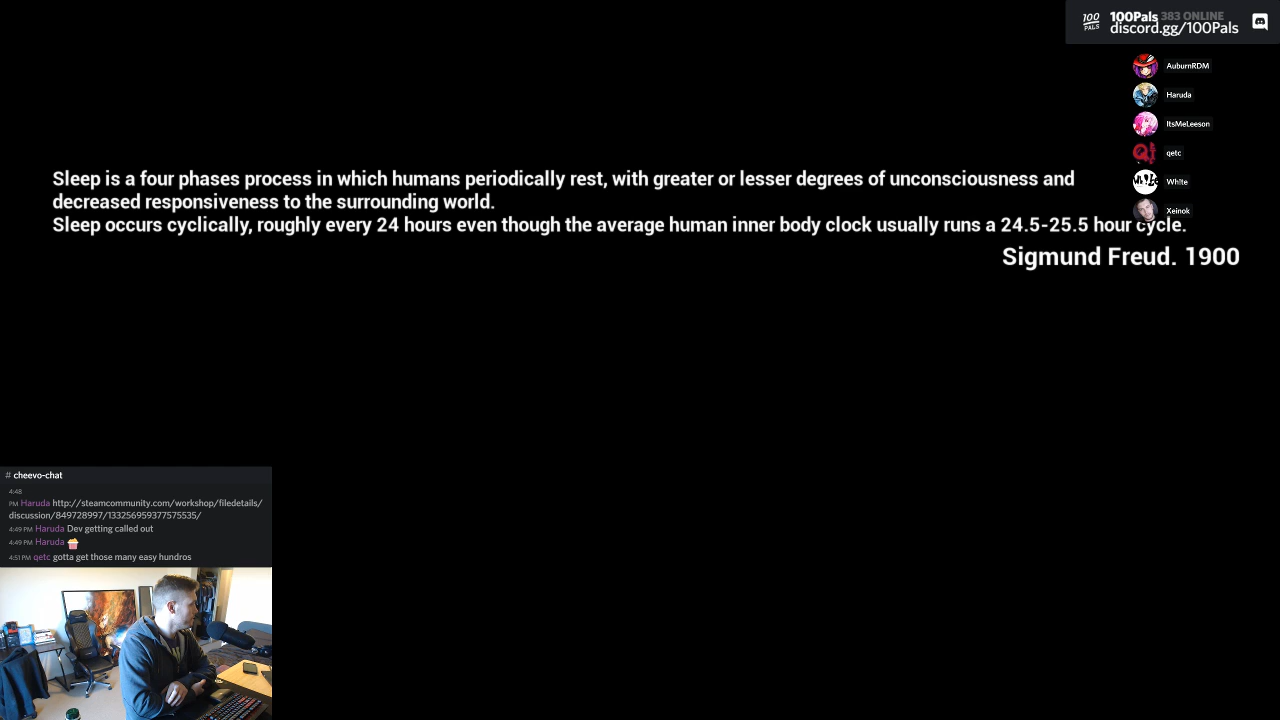 100 PALS
100Pals 383 ONLINE
discord.gg/100Pals
AuburnRDM
Haruda
ItsMeLeeson
qetc
Wh!te
Xeinok
Sleep is a four phases process in which humans periodically rest, with greater or lesser degrees of unconsciousness and
decreased responsiveness to the surrounding world.
Sleep occurs cyclically, roughly every 24 hours even though the average human inner body clock usually runs a 24.5-25.5 hour cycle.
Sigmund Freud. 1900
# cheevo-chat
4:48
PM Haruda http://steamcommunity.com/workshop/filedetails/
discussion/849728997/133256959377575535/
4:49 PM Haruda Dev getting called out
4:49 PM Haruda
4:51 PM qetc gotta get those many easy hundros